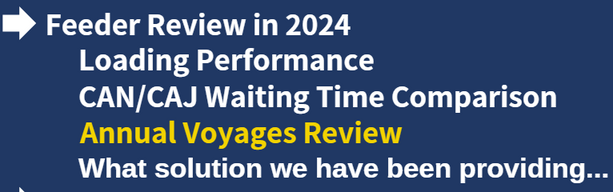 Feeder Review in 2024
Loading Performance
CAN/CAJ Waiting Time Comparison
Annual Voyages Review
What solution we have been providing...